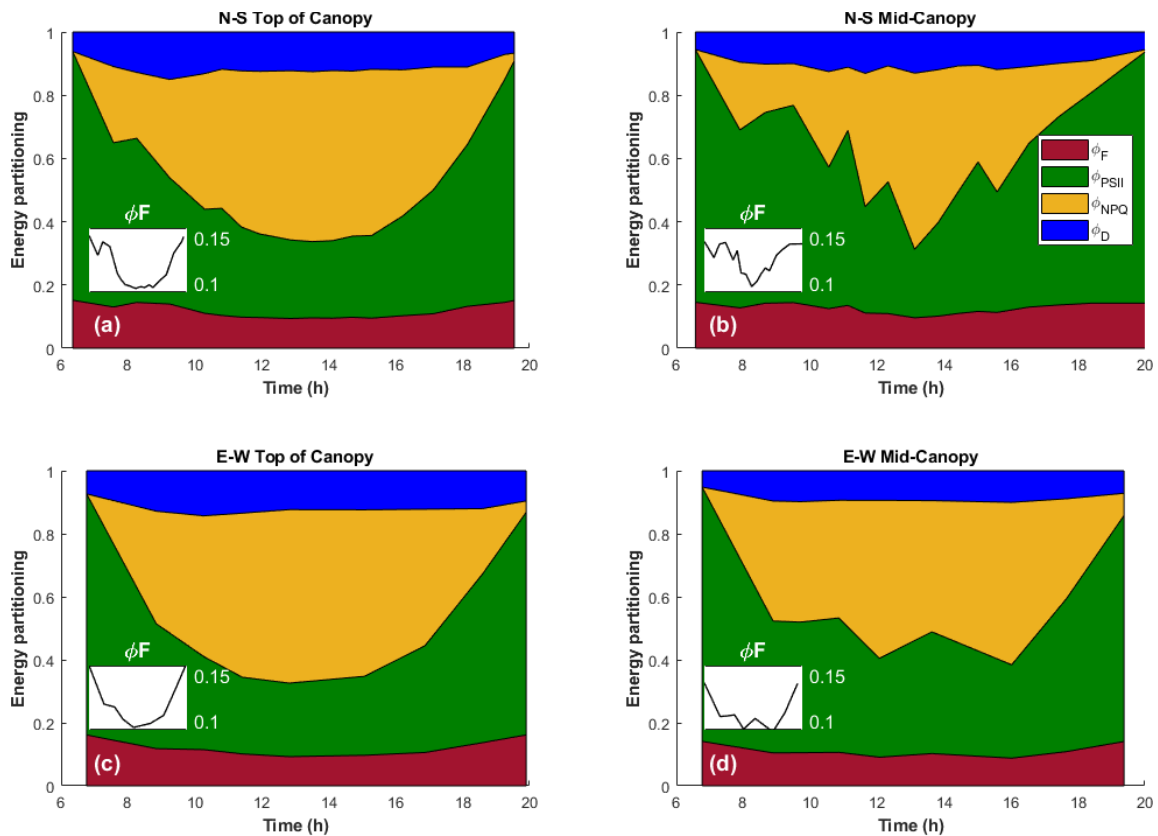 N-S Top of Canopy
1
0.8
0.6
0.4
0.2
0
Energy partitioning
ϕF
0.15
0.1
(a)
6 8 10 12 14 16 18 20
Time (h)
N-S Mid-Canopy
1
0.8
0.6
0.4
0.2
0
Energy partitioning
ϕF
ϕPSII
ϕNPQ
ϕD
ϕF
0.15
0.1
(b)
6 8 10 12 14 16 18 20
Time (h)
E-W Top of Canopy
1
0.8
0.6
0.4
0.2
0
Energy partitioning
ϕF
0.15
0.1
(c)
6 8 10 12 14 16 18 20
Time (h)
E-W Mid-Canopy
1
0.8
0.6
0.4
0.2
0
Energy partitioning
ϕF
0.15
0.1
(d)
6 8 10 12 14 16 18 20
Time (h)